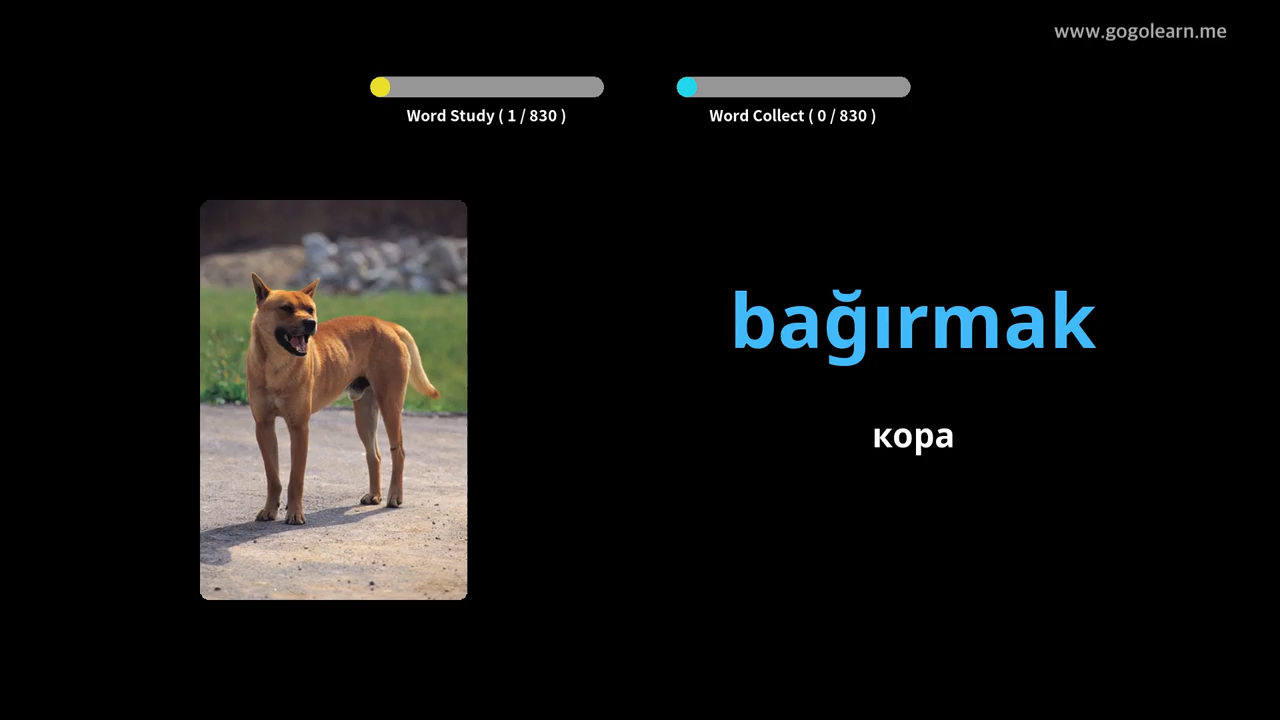 www.gogolearn.me
Word Study ( 1 / 830 )
Word Collect ( 0 / 830 )
bağırmak
кора